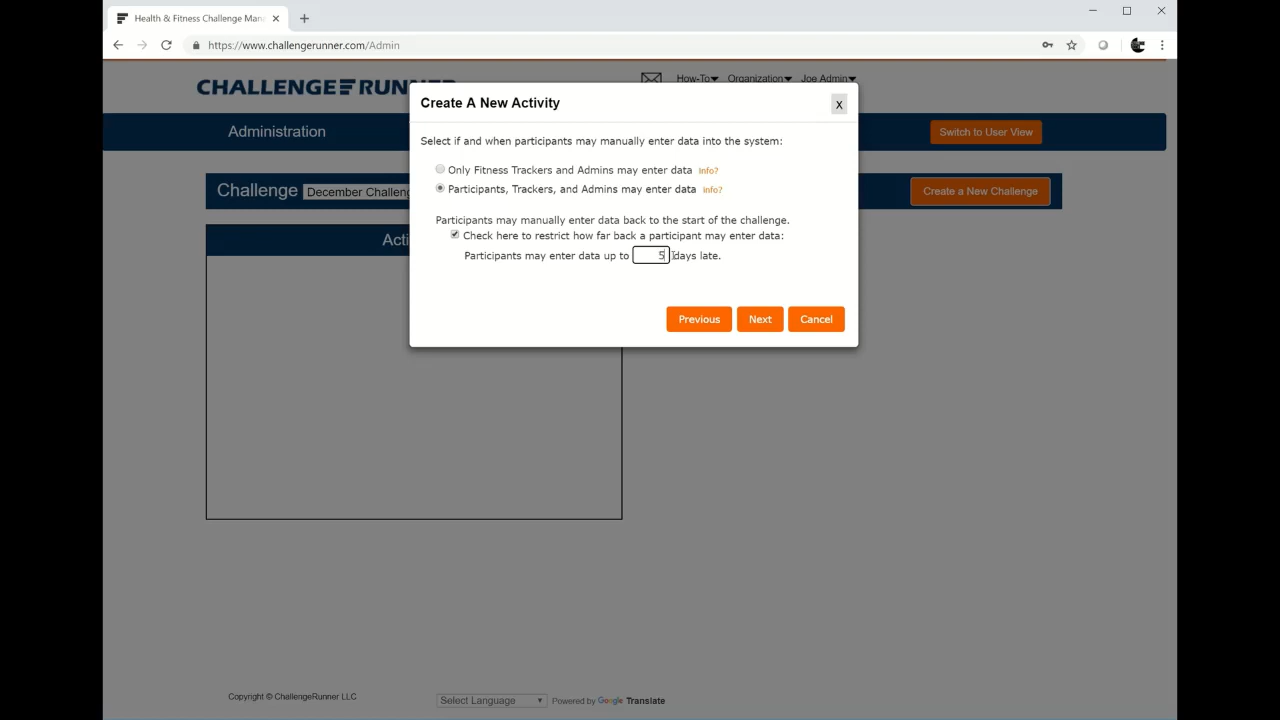 Health & Fitness Challenge Man
https://www.challengerunner.com/Admin
CHALLENGE RUN
How-To Organization Joe Admin
Administration
Switch to User View
Challenge December Challeng
Create a New Challenge
Acti
Create A New Activity
X
Select if and when participants may manually enter data into the system:
Only Fitness Trackers and Admins may enter data info?
Participants, Trackers, and Admins may enter data info?
Participants may manually enter data back to the start of the challenge.
Check here to restrict how far back a participant may enter data:
Participants may enter data up to 5 days late.
Previous Next Cancel
Copyright © ChallengeRunner LLC
Select Language Powered by Google Translate